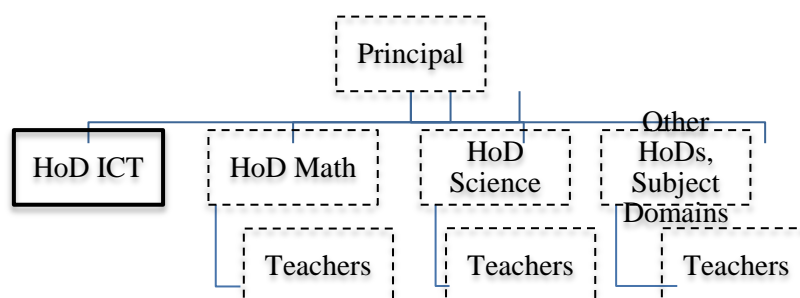 Principal
HoD ICT
HoD Math
HoD
Science
Other
HoDs,
Subject
Domains
Teachers
Teachers
Teachers